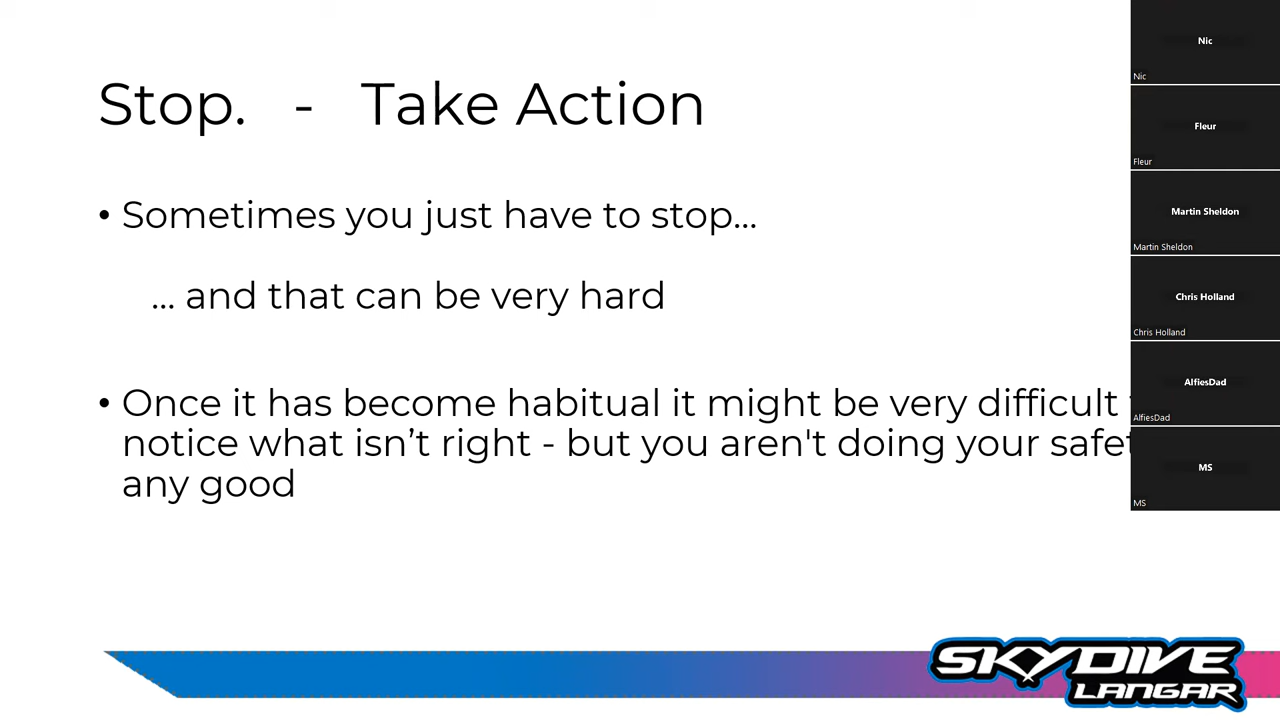 Stop. - Take Action
• Sometimes you just have to stop...
... and that can be very hard
• Once it has become habitual it might be very difficult
notice what isn’t right - but you aren't doing your
any good
Nic
Nic
Fleur
Fleur
Martin Sheldon
Martin Sheldon
Chris Holland
Chris Holland
AlfiesDad
AlfiesDad
MS
MS
SKYDIVE
LANGAR